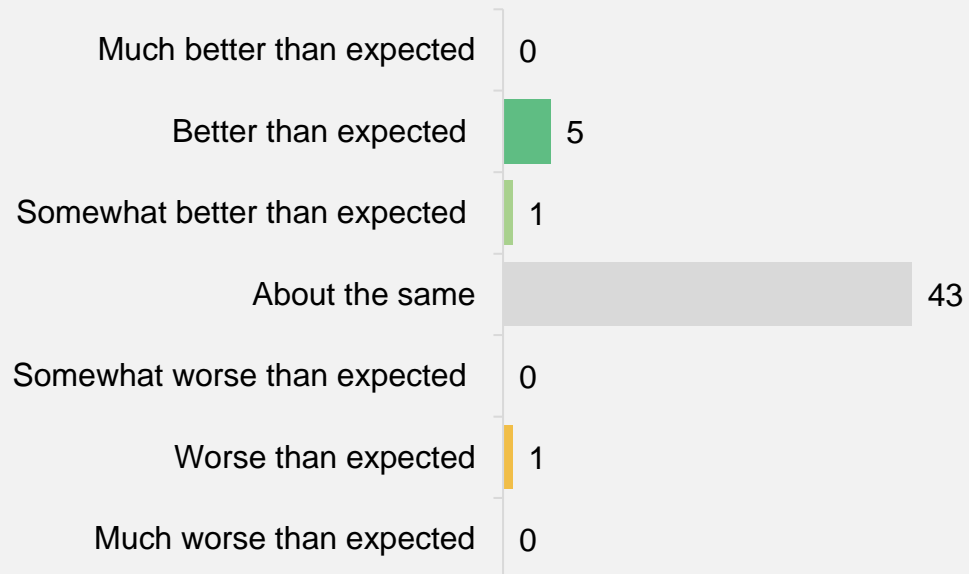 Much better than expected 0
Better than expected 5
Somewhat better than expected 1
About the same 43
Somewhat worse than expected 0
Worse than expected 1
Much worse than expected 0